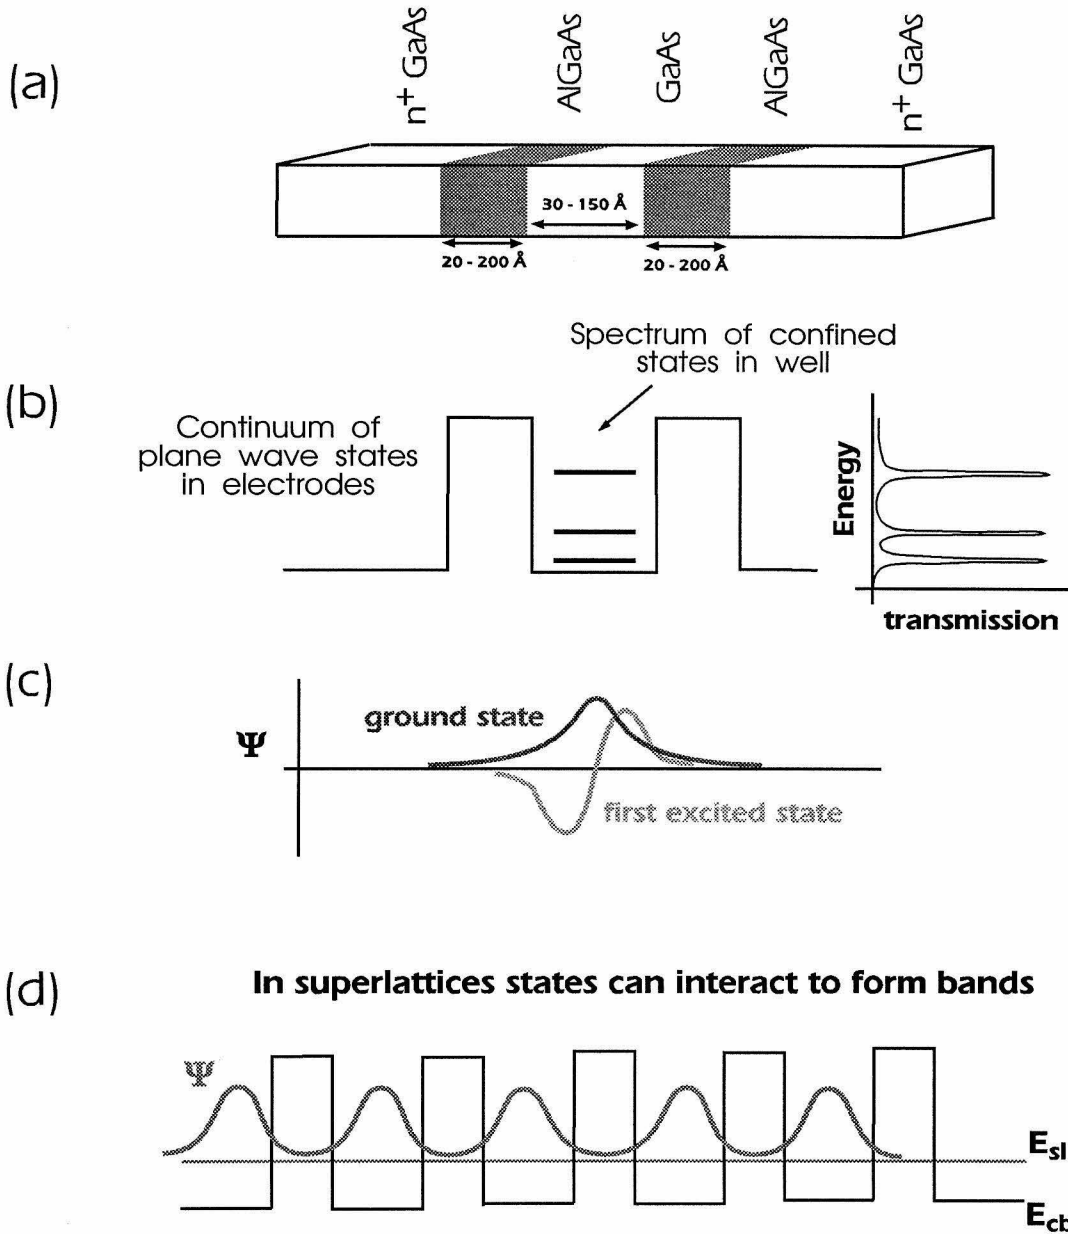 (a)
n⁺ GaAs
AlGaAs
GaAs
AlGaAs
n⁺ GaAs
30 - 150 Å
20 - 200 Å
20 - 200 Å
(b)
Spectrum of confined
states in well
Continuum of
plane wave states
in electrodes
Energy
transmission
(c)
Ψ
ground state
first excited state
(d)
In superlattices states can interact to form bands
Ψ
Esl
Ecb